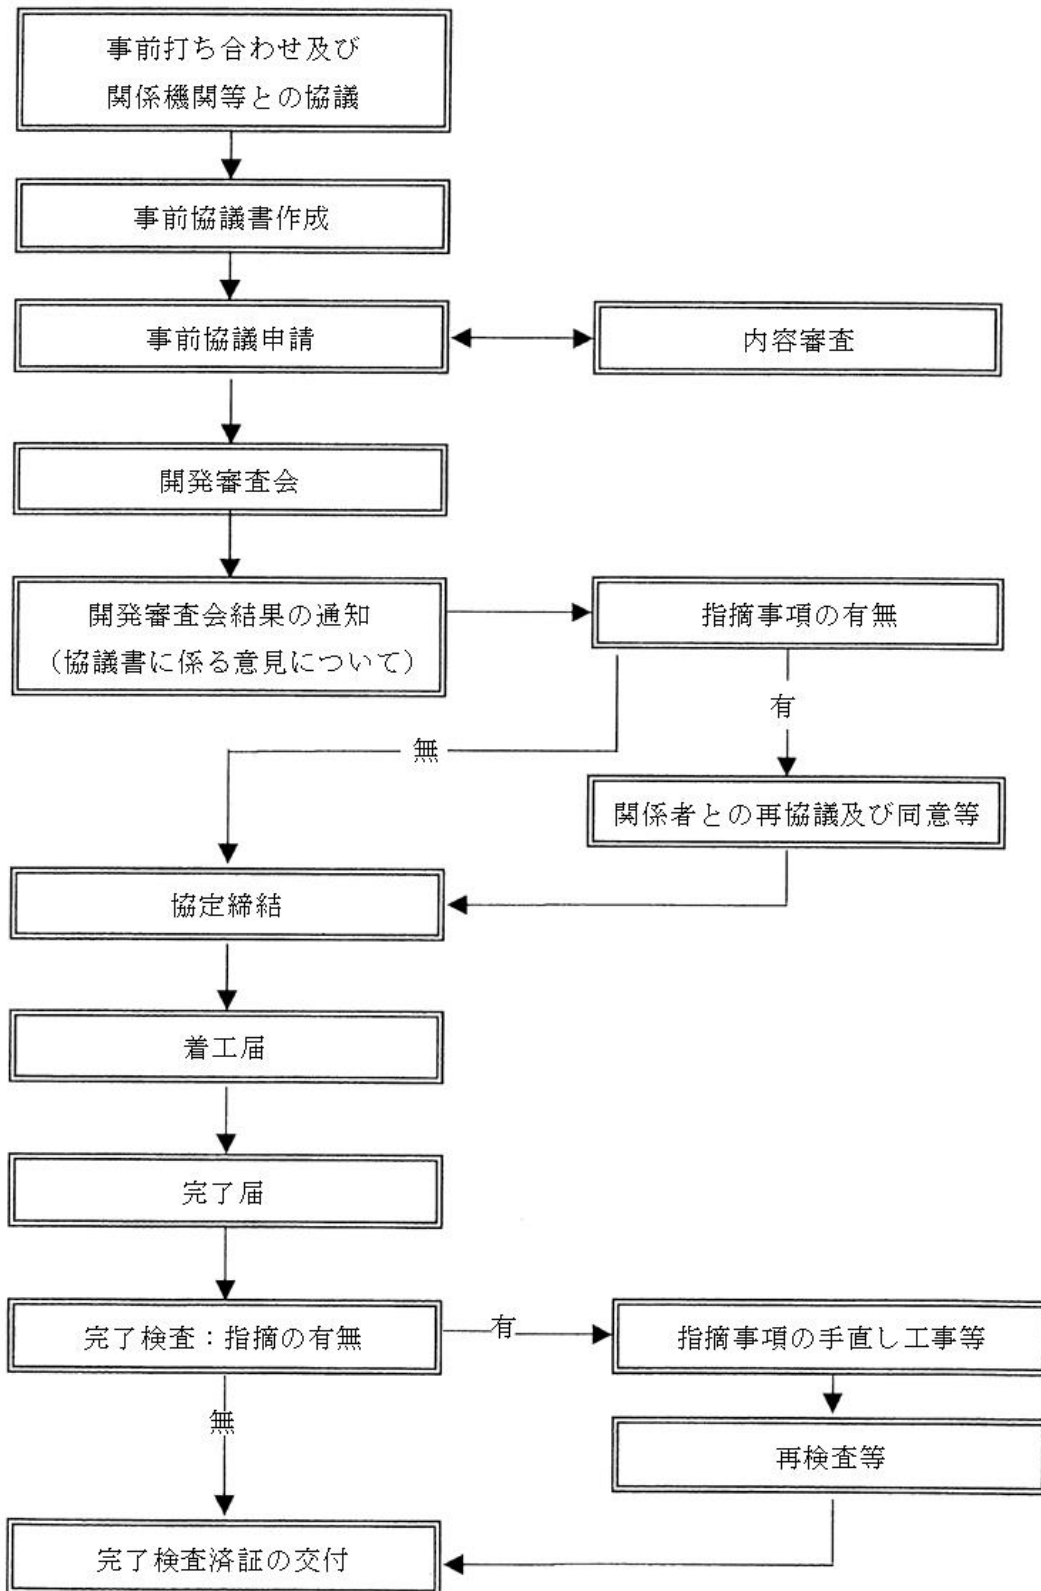 事前打ち合わせ及び
関係機関等との協議
事前協議書作成
事前協議申請
内容審査
開発審査会
開発審査会結果の通知
（協議書に係る意見について）
指摘事項の有無
有
無
関係者との再協議及び同意等
協定締結
着工届
完了届
完了検査：指摘の有無
有
指摘事項の手直し工事等
無
再検査等
完了検査済証の交付